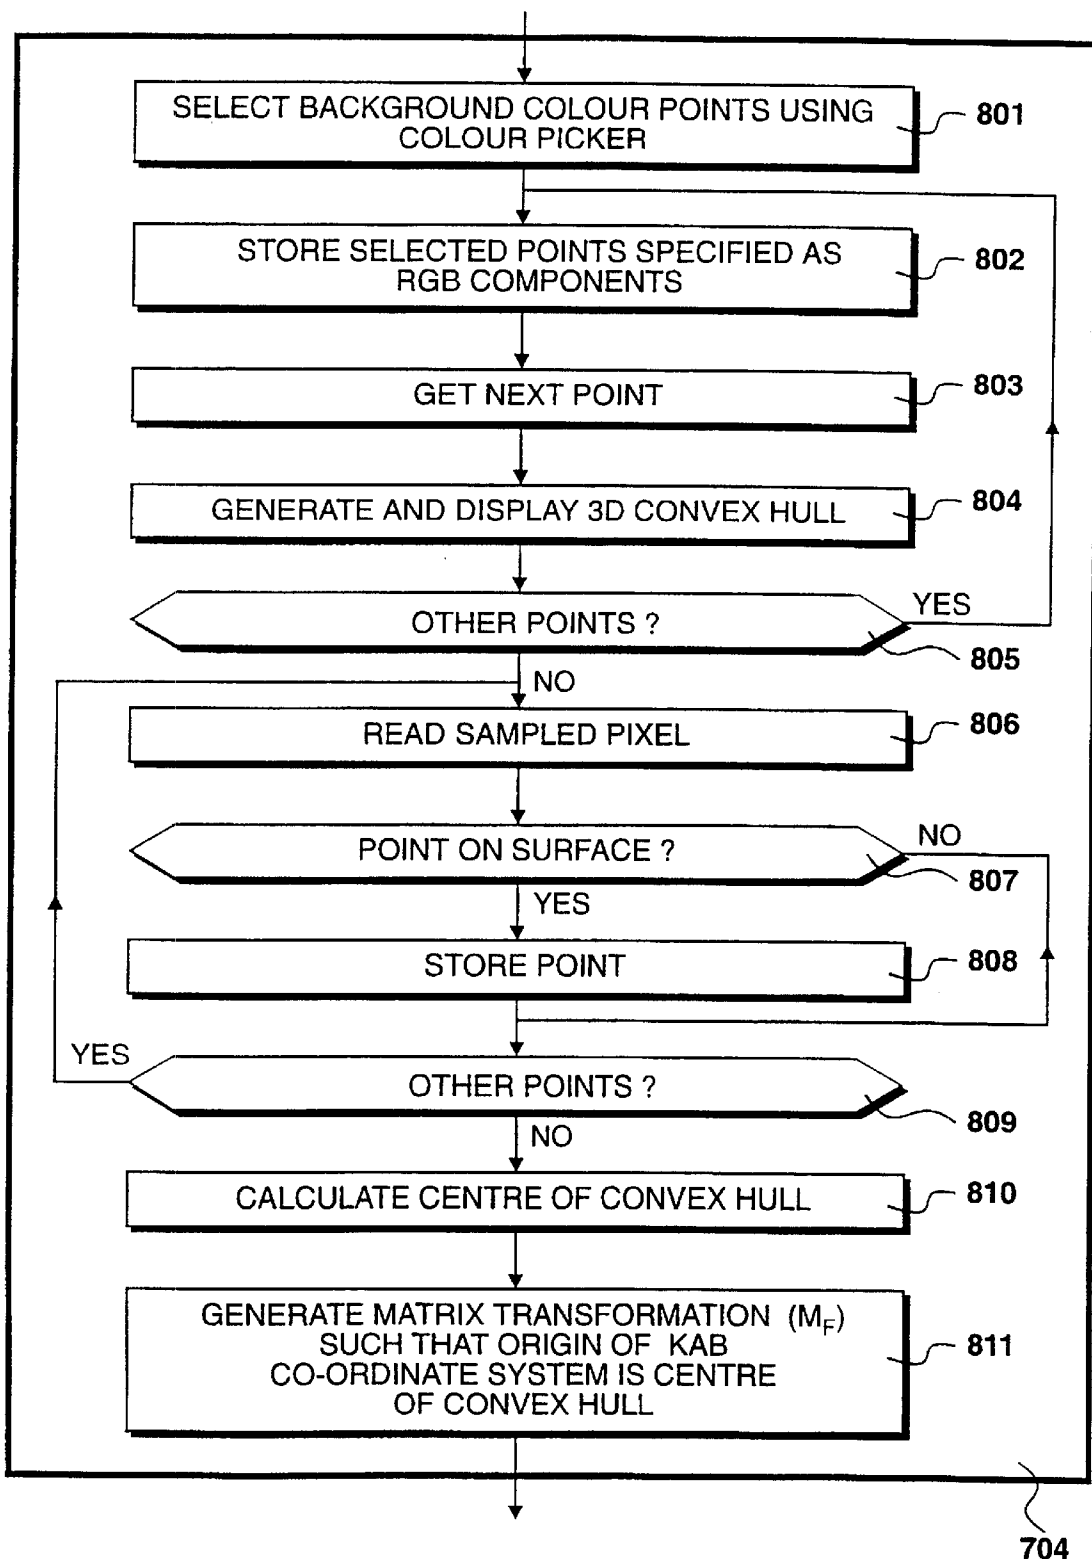 SELECT BACKGROUND COLOUR POINTS USING
COLOUR PICKER
801
STORE SELECTED POINTS SPECIFIED AS
RGB COMPONENTS
802
GET NEXT POINT
803
GENERATE AND DISPLAY 3D CONVEX HULL
804
OTHER POINTS ?
YES
805
NO
READ SAMPLED PIXEL
806
POINT ON SURFACE ?
NO
807
YES
STORE POINT
808
YES
OTHER POINTS ?
809
NO
CALCULATE CENTRE OF CONVEX HULL
810
GENERATE MATRIX TRANSFORMATION (MF)
SUCH THAT ORIGIN OF KAB
CO-ORDINATE SYSTEM IS CENTRE
OF CONVEX HULL
811
704